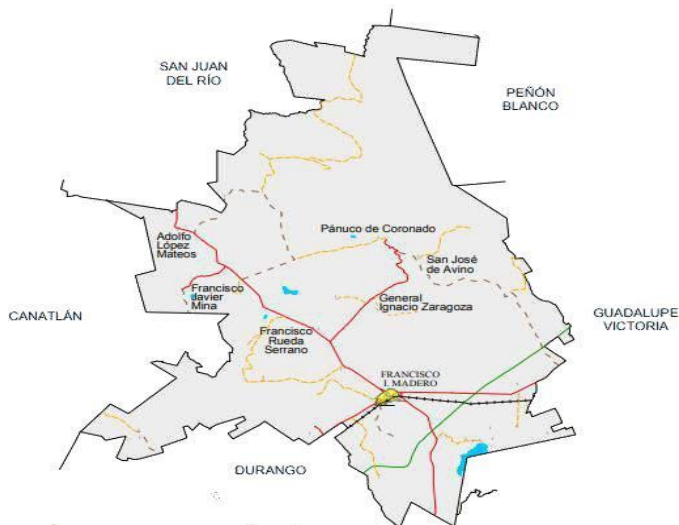 SAN JUAN
DEL RÍO
PEÑÓN
BLANCO
Adolfo
López
Mateos
Pánuco de Coronado
San José
de Avino
Francisco
Javier
Mina
General
Ignacio Zaragoza
CANATLÁN
GUADALUPE
VICTORIA
Francisco
Rueda
Serrano
FRANCISCO
I. MADERO
DURANGO